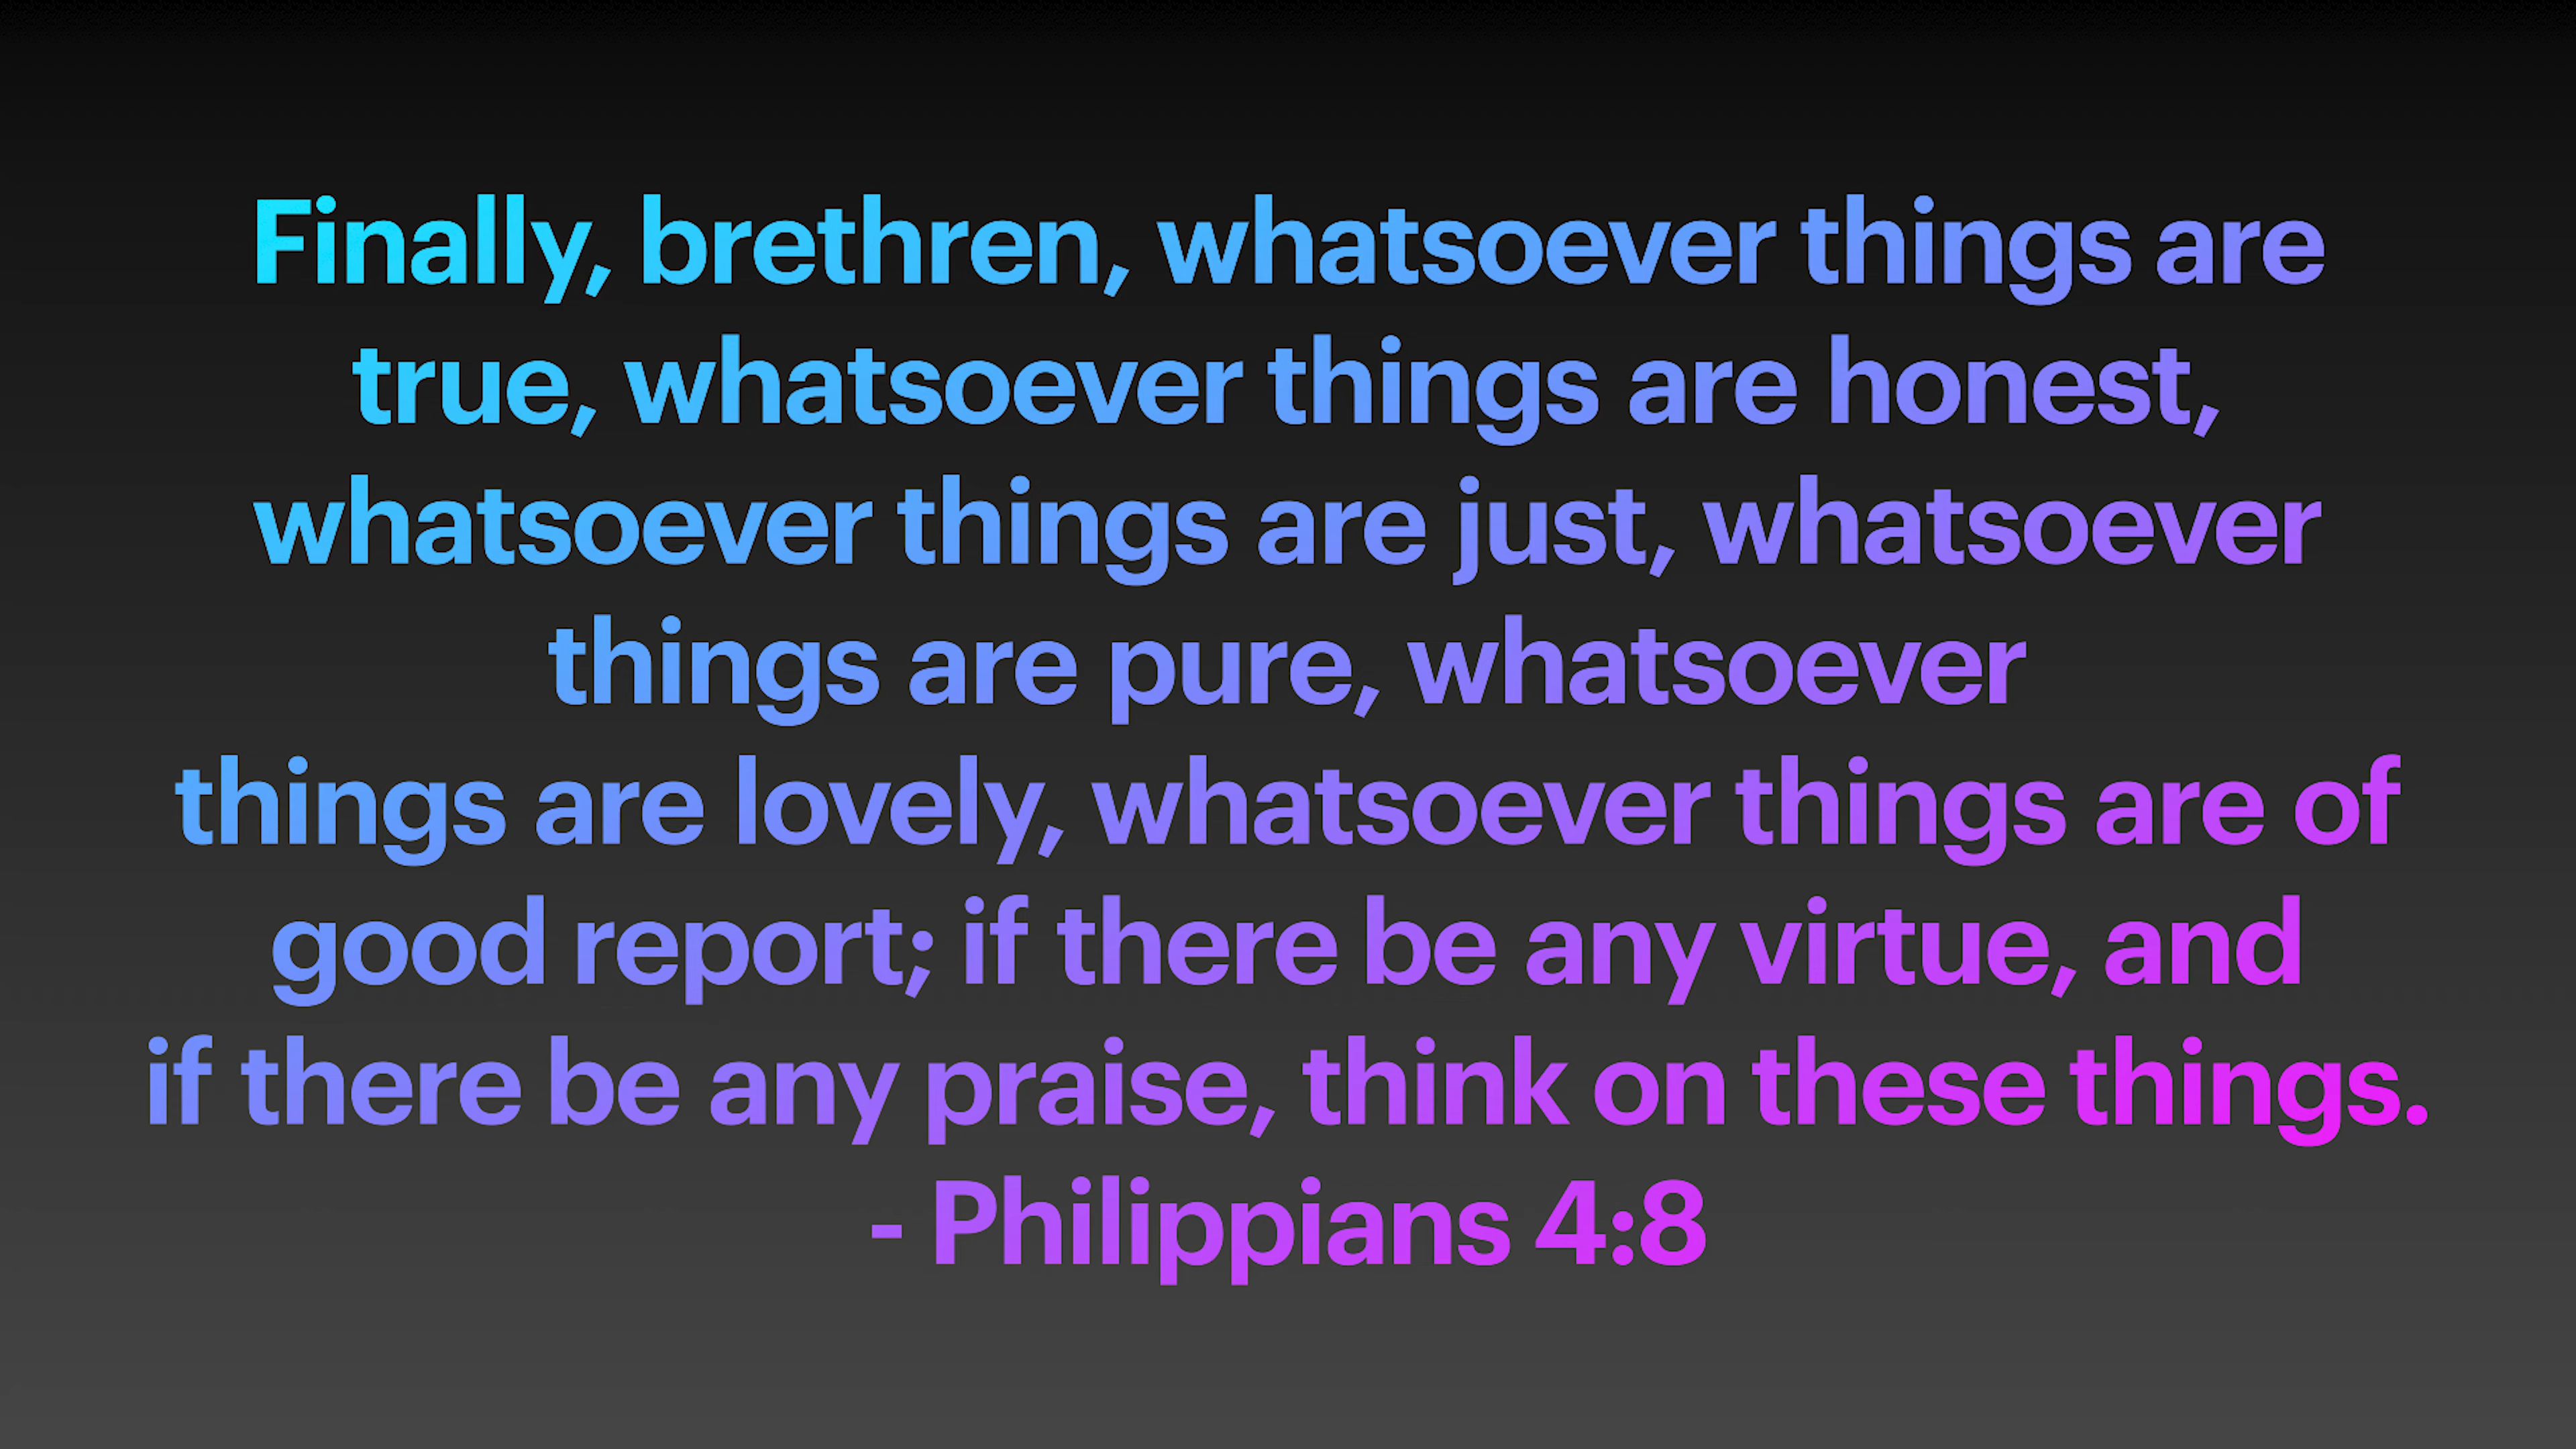 Finally, brethren, whatsoever things are
true, whatsoever things are honest,
whatsoever things are just, whatsoever
things are pure, whatsoever
things are lovely, whatsoever things are of
good report; if there be any virtue, and
if there be any praise, think on these things.
- Philippians 4:8